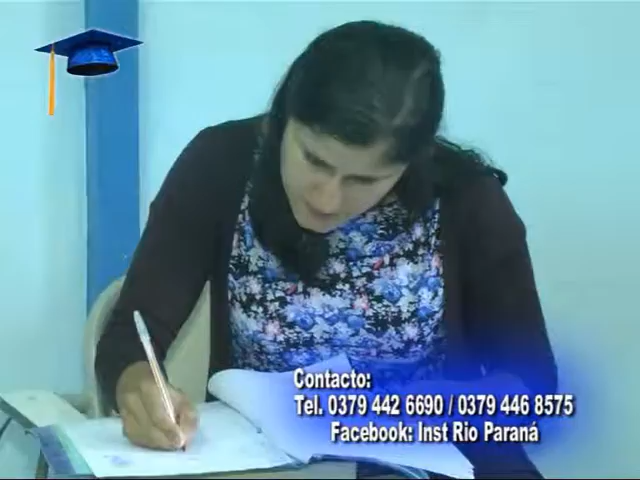 Contacto:
Tel. 0379 442 6690 / 0379 446 8575
Facebook: Inst Rio Paraná